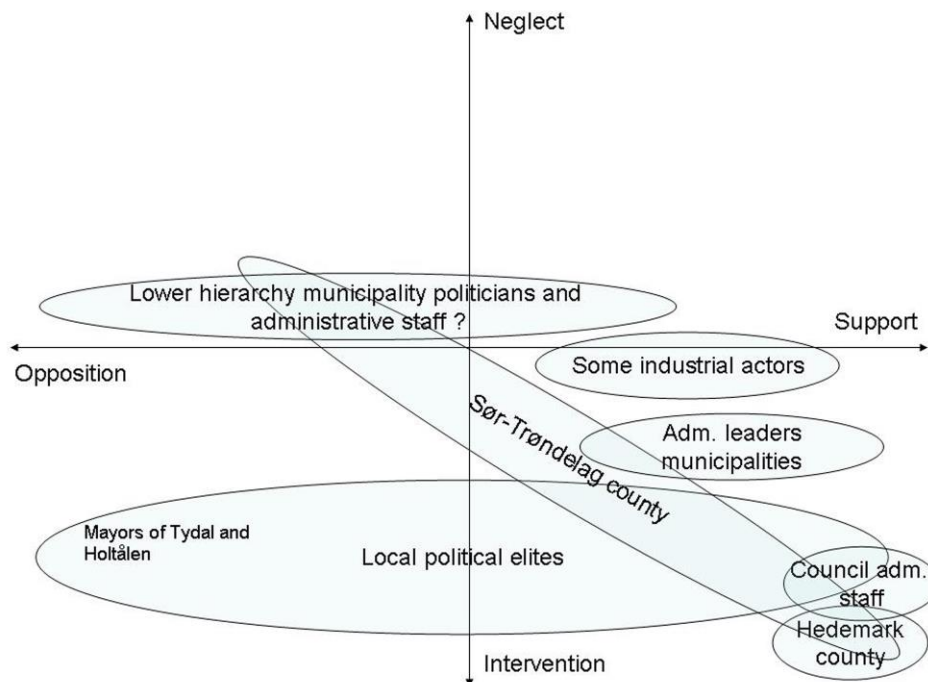 Neglect
Lower hierarchy municipality politicians and
administrative staff ?
Support
Opposition
Some industrial actors
Sør-Trøndelag county
Adm. leaders
municipalities
Mayors of Tydal and
Holtålen
Local political elites
Council adm.
staff
Hedemark
county
Intervention